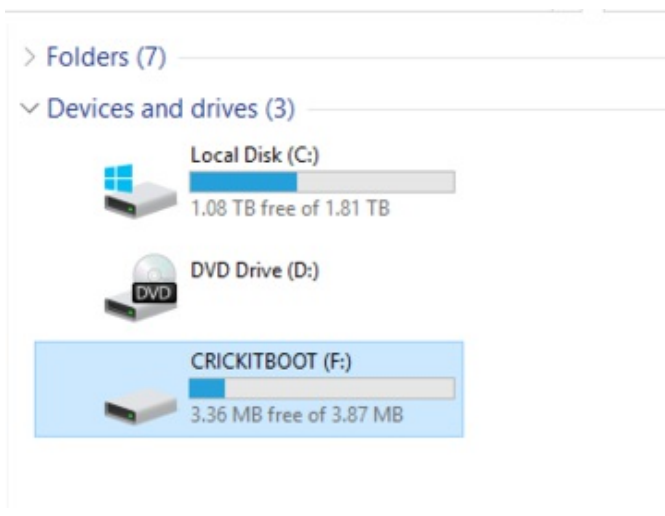 Folders (7)
Devices and drives (3)
Local Disk (C:)
1.08 TB free of 1.81 TB
DVD
DVD Drive (D:)
CRICKITBOOT (F:)
3.36 MB free of 3.87 MB